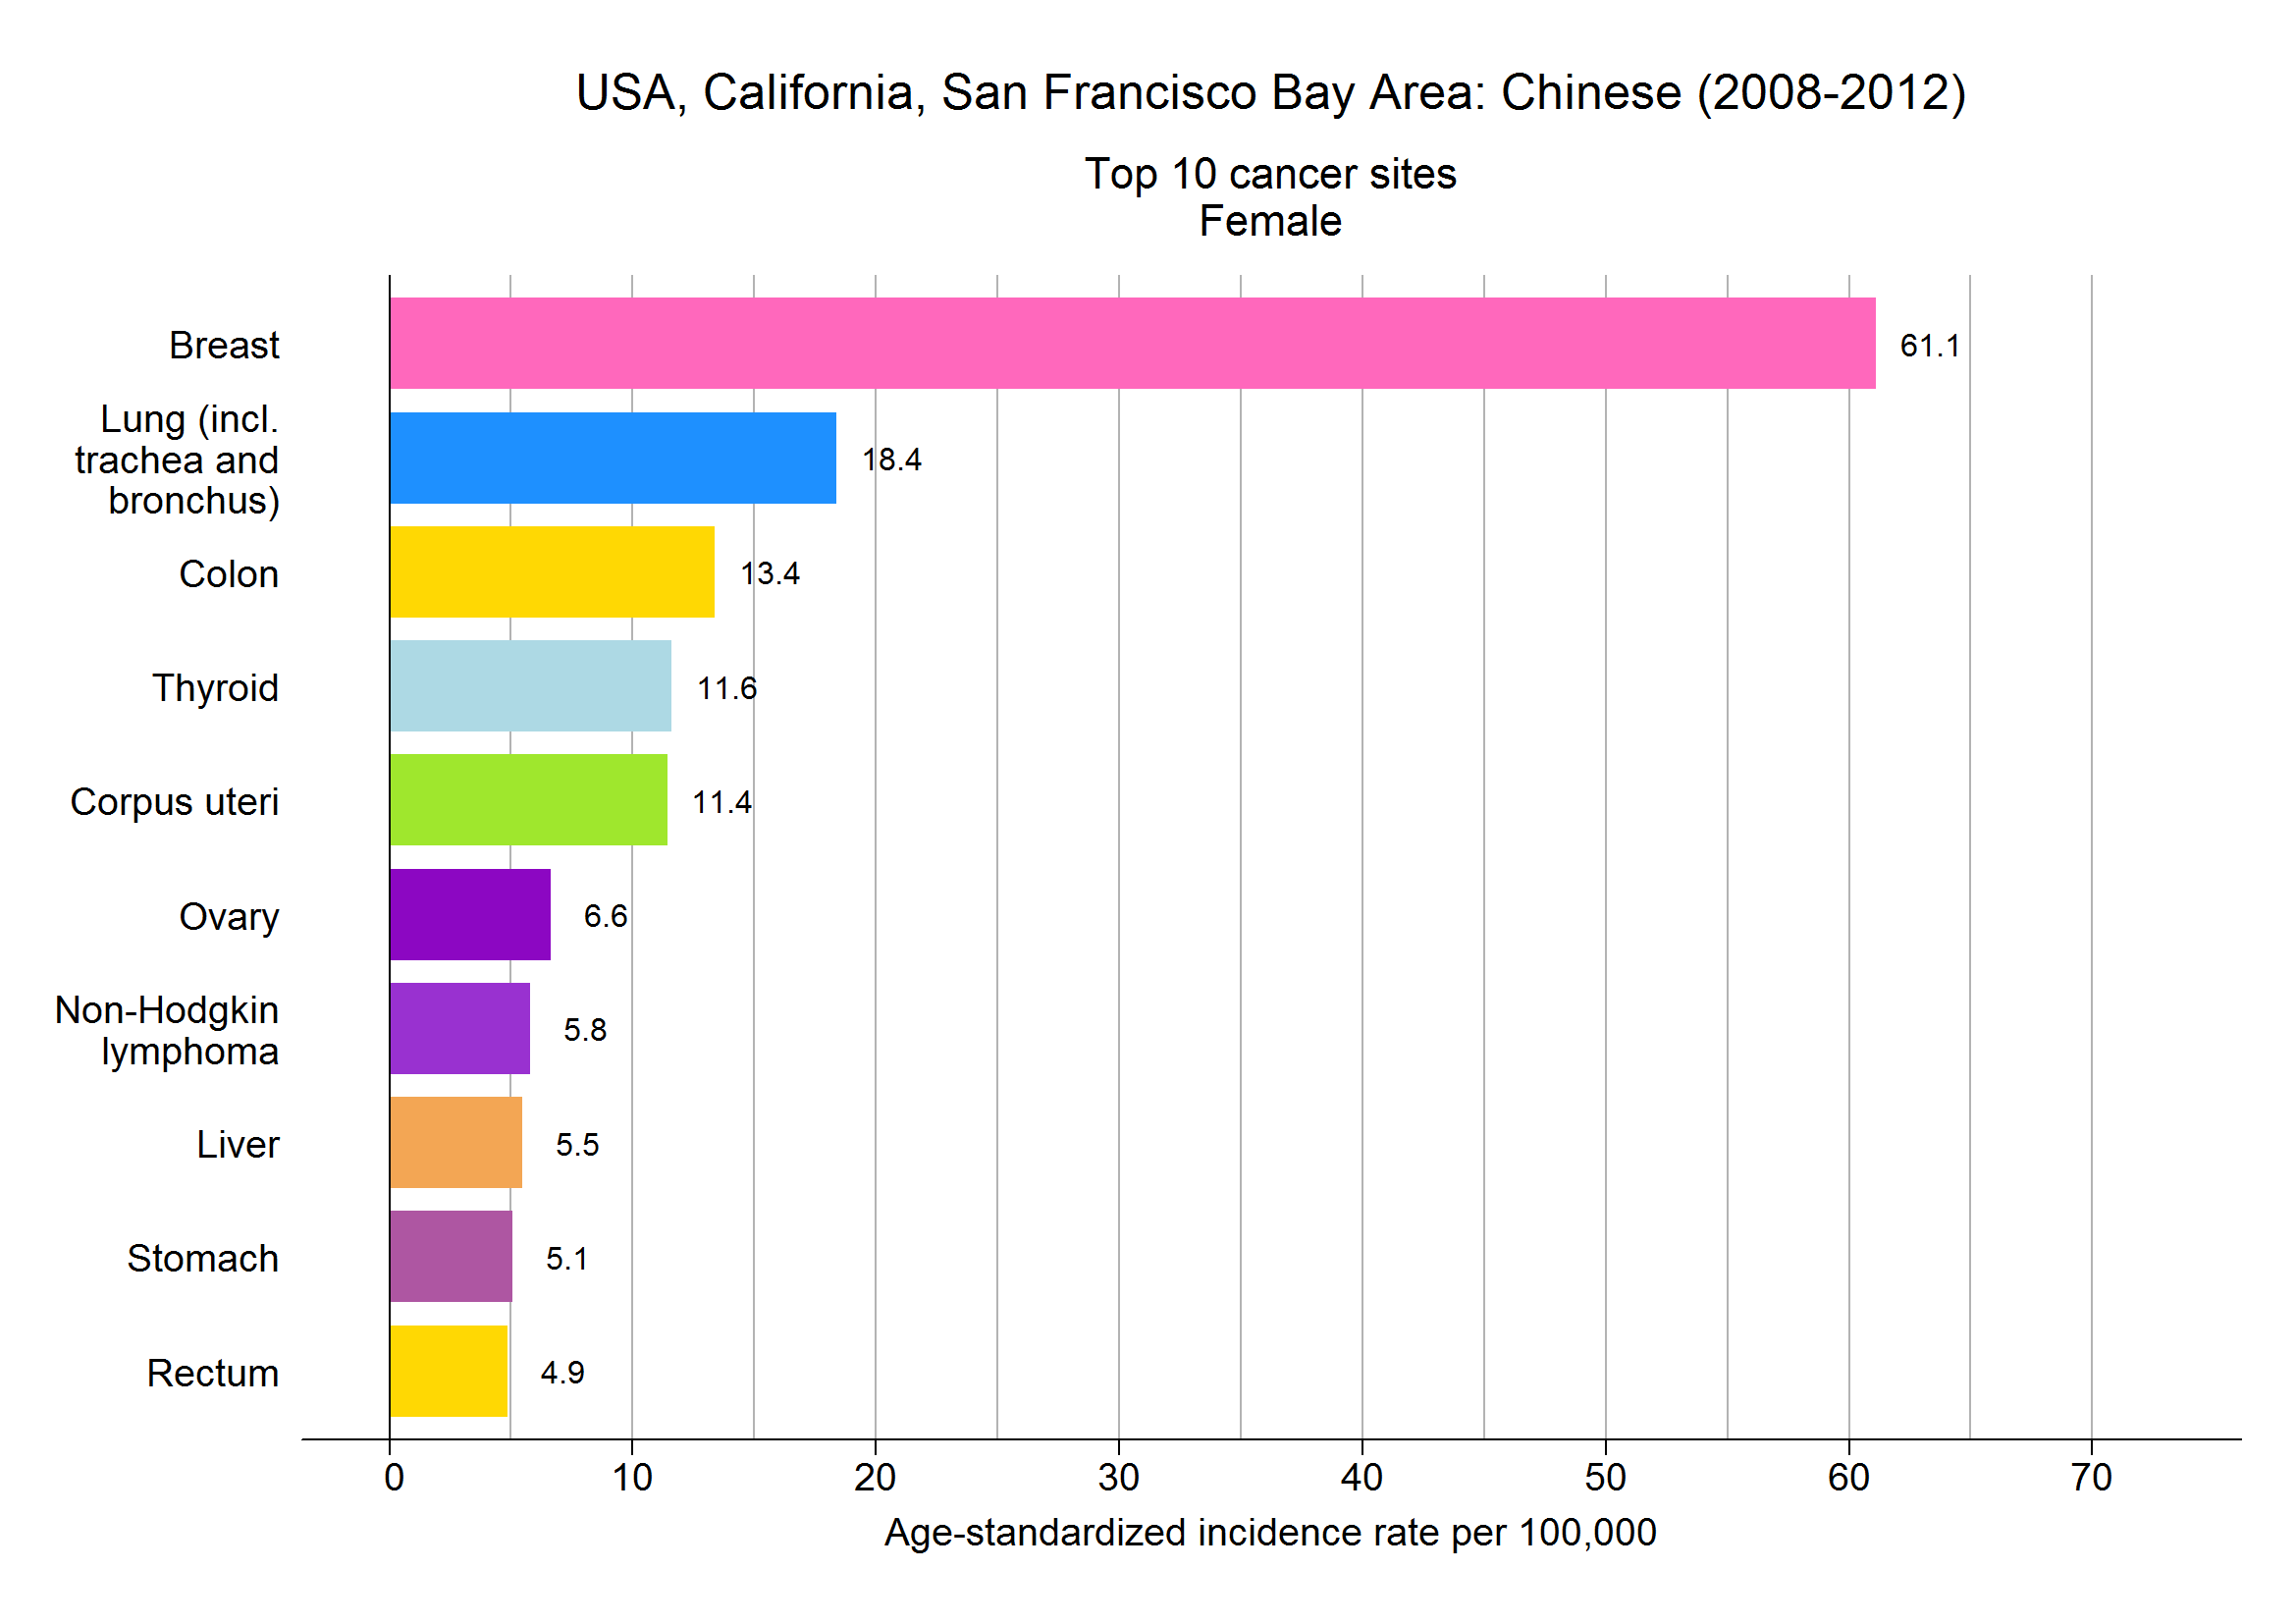 USA, California, San Francisco Bay Area: Chinese (2008-2012)
Top 10 cancer sites
Female
Breast
61.1
Lung (incl.
trachea and
bronchus)
18.4
Colon
13.4
Thyroid
11.6
Corpus uteri
11.4
Ovary
6.6
Non-Hodgkin
lymphoma
5.8
Liver
5.5
Stomach
5.1
Rectum
4.9
0 10 20 30 40 50 60 70
Age-standardized incidence rate per 100,000